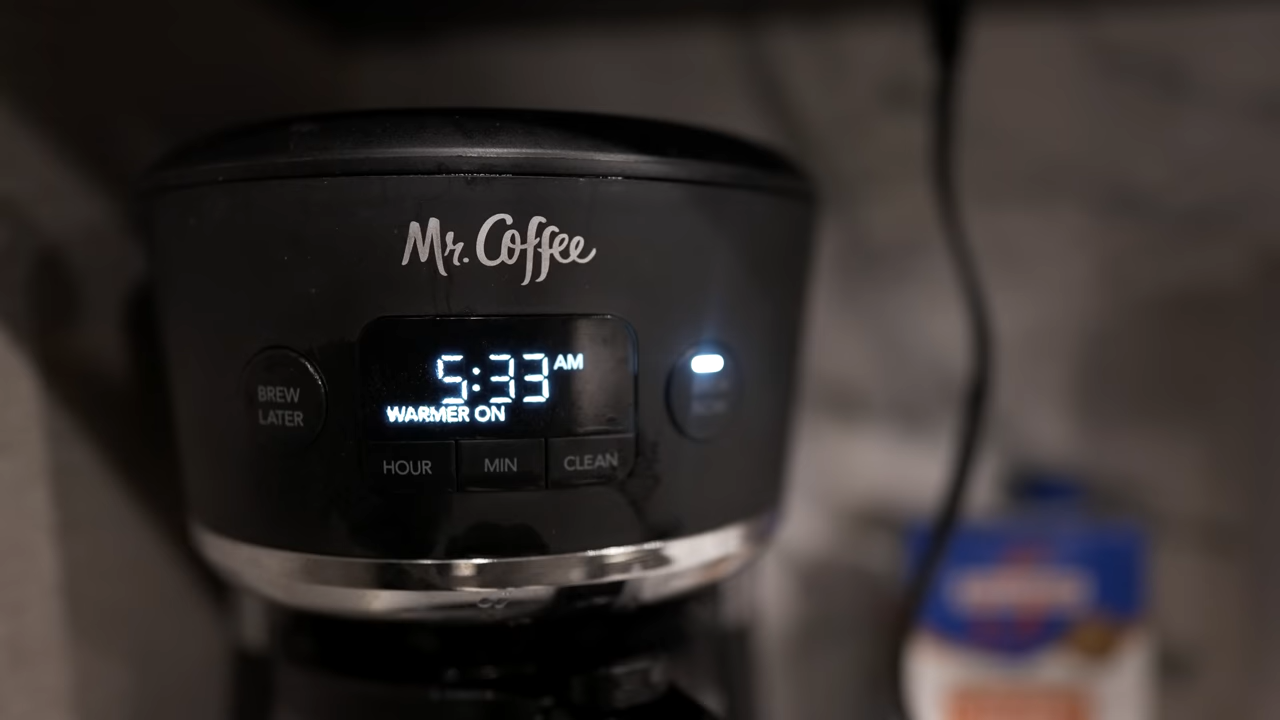 Mr. Coffee
5:33 AM
WARMER ON
BREW
LATER
HOUR
MIN
CLEAN